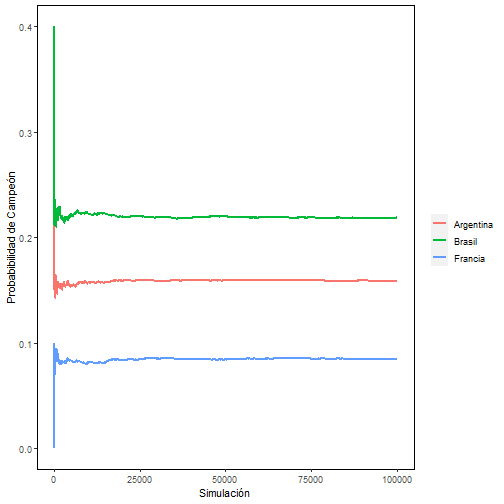 Probabibilidad de Campeón
0.4
0.3
0.2
0.1
0.0
0
25000
50000
75000
100000
Simulación
Argentina
Brasil
Francia